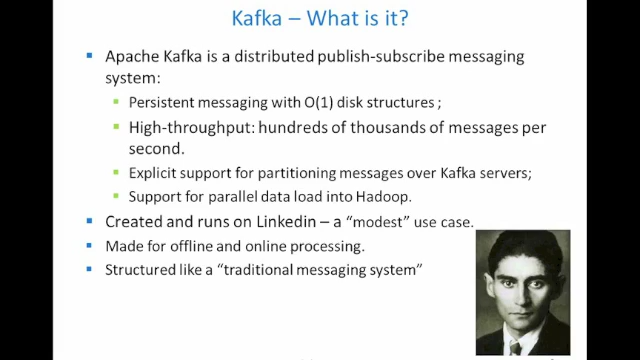 Kafka – What is it?
Apache Kafka is a distributed publish-subscribe messaging
system:
Persistent messaging with O(1) disk structures ;
High-throughput: hundreds of thousands of messages per
second.
Explicit support for partitioning messages over Kafka servers;
Support for parallel data load into Hadoop.
Created and runs on Linkedin – a “modest” use case.
Made for offline and online processing.
Structured like a “traditional messaging system”